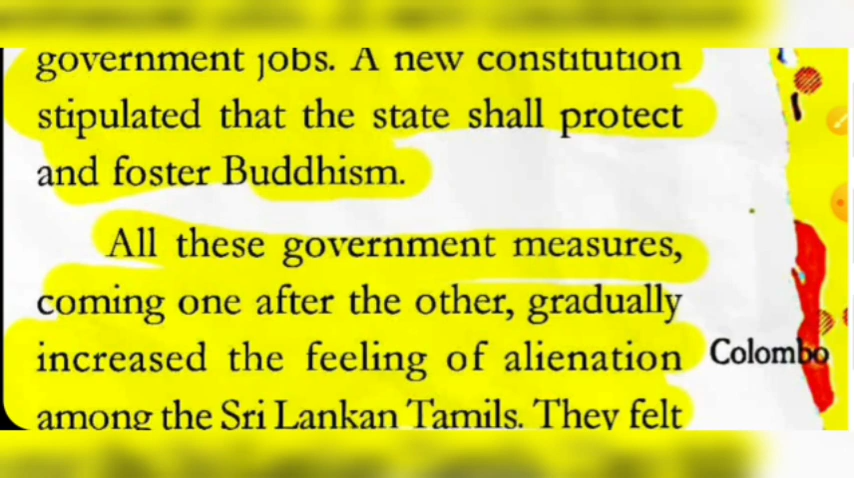 government jobs. A new constitution
stipulated that the state shall protect
and foster Buddhism.
All these government measures,
coming one after the other, gradually
increased the feeling of alienation
among the Sri Lankan Tamils. They felt
Colombo